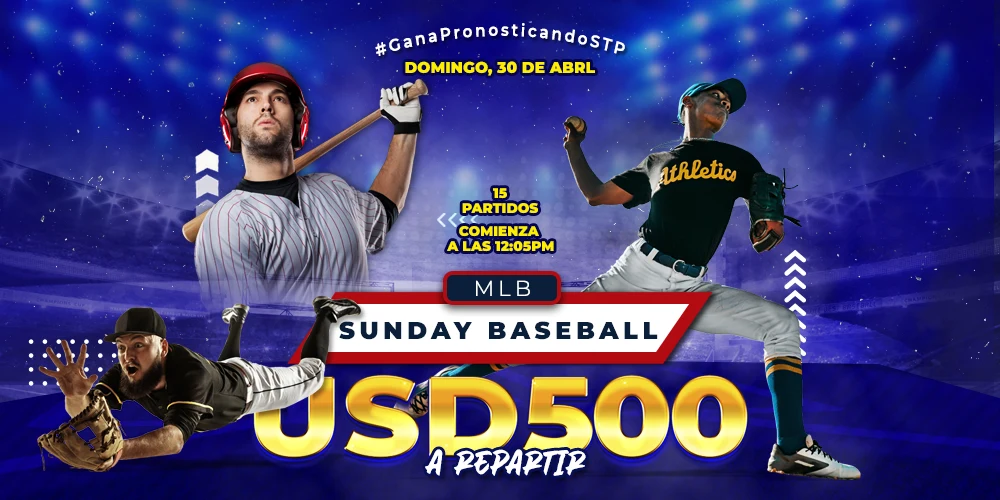 #GanaPronosticandoSTP
DOMINGO, 30 DE ABRL
15
PARTIDOS
COMIENZA
A LAS 12:05PM
Athletics
MLB
SUNDAY BASEBALL
USD500
A REPARTIR